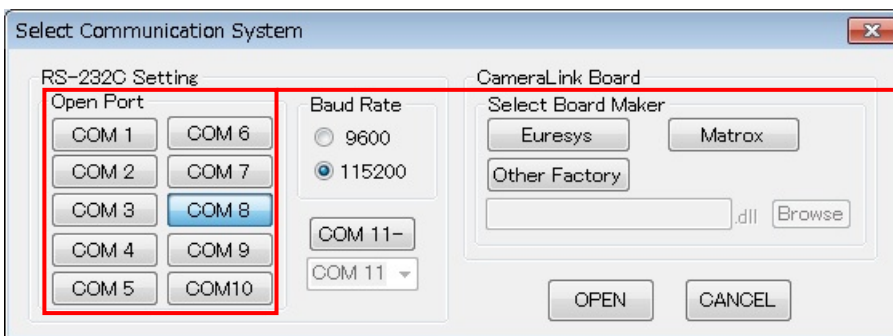 Select Communication System
RS-232C Setting
Open Port
COM 1
COM 6
COM 2
COM 7
COM 3
COM 8
COM 4
COM 9
COM 5
COM10
Baud Rate
9600
115200
COM 11-
COM 11
CameraLink Board
Select Board Maker
Euresys
Matrox
Other Factory
.dll
Browse
OPEN
CANCEL